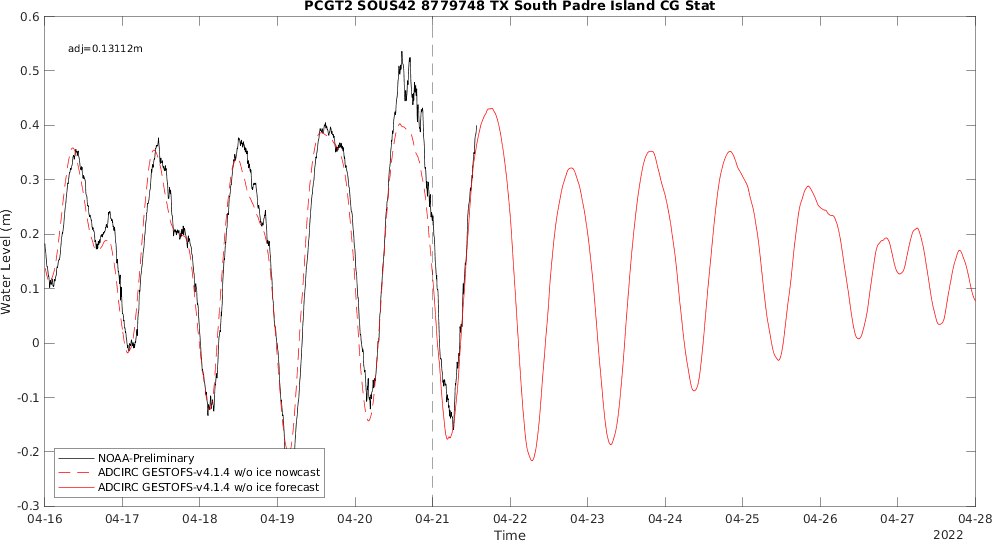 PCGT2 SOUS42 8779748 TX South Padre Island CG Stat
adj=0.13112m
0.6
0.5
0.4
0.3
0.2
0.1
0
-0.1
-0.2
-0.3
Water Level (m)
NOAA-Preliminary
ADCIRC GESTOFS-v4.1.4 w/o ice nowcast
ADCIRC GESTOFS-v4.1.4 w/o ice forecast
04-16 04-17 04-18 04-19 04-20 04-21 04-22 04-23 04-24 04-25 04-26 04-27 04-28
Time
2022